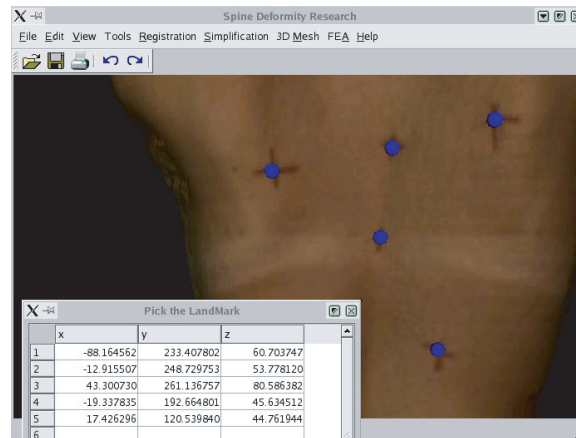 Spine Deformity Research
File Edit View Tools Registration Simplification 3D Mesh FEA Help
Pick the LandMark
x y z
1 -88.164562 233.407802 60.703747
2 -12.915507 248.729753 53.778120
3 43.300730 261.136757 80.586382
4 -19.337835 192.664801 45.634512
5 17.426296 120.539840 44.761944
6